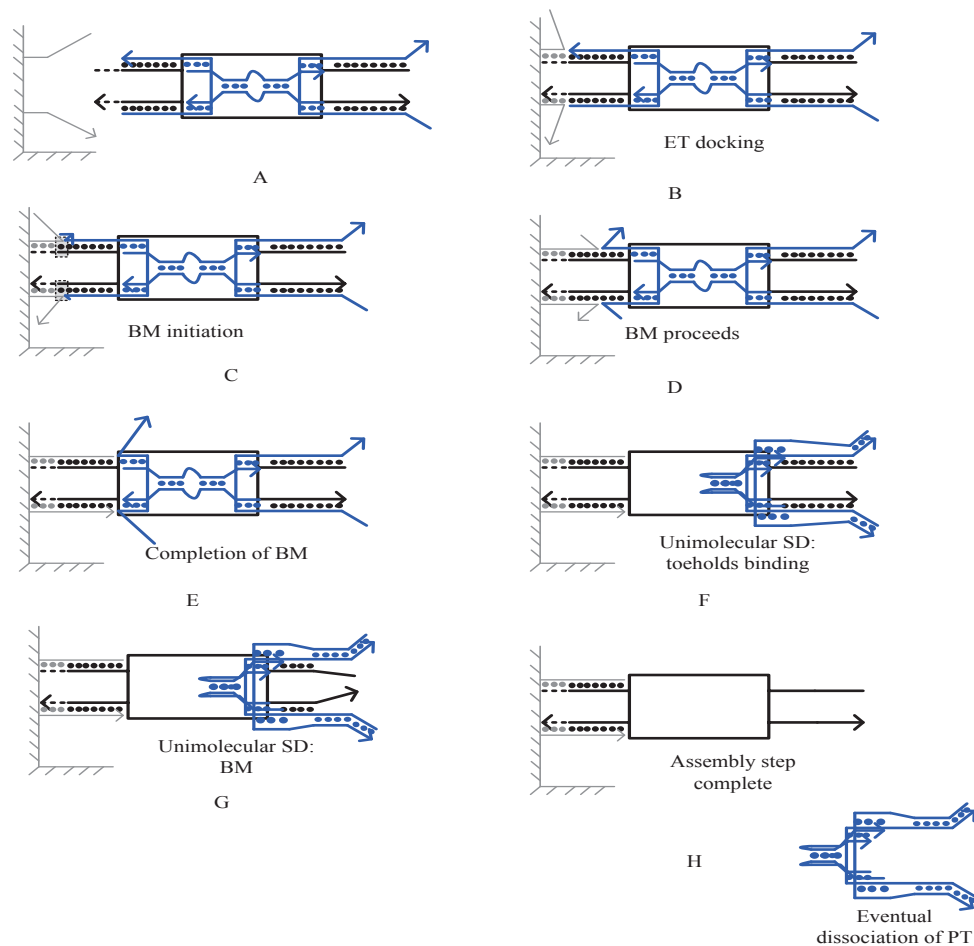 A
ET docking
B
BM initiation
C
BM proceeds
D
Completion of BM
E
Unimolecular SD:
toeholds binding
F
Unimolecular SD:
BM
G
Assembly step
complete
H
Eventual
dissociation of PT